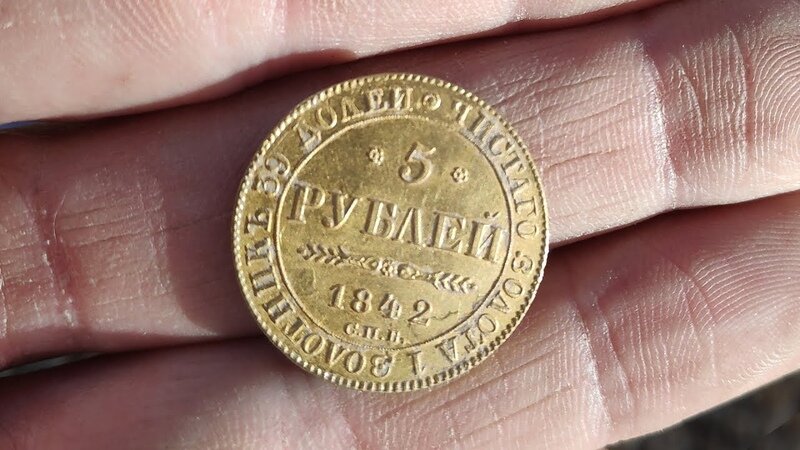 5
РУБЛЕЙ
1842
С.П.Б.
ЧИСТАГО ЗОЛОТА 1 ЗОЛОТНИКЪ 39 ДОЛЕЙ